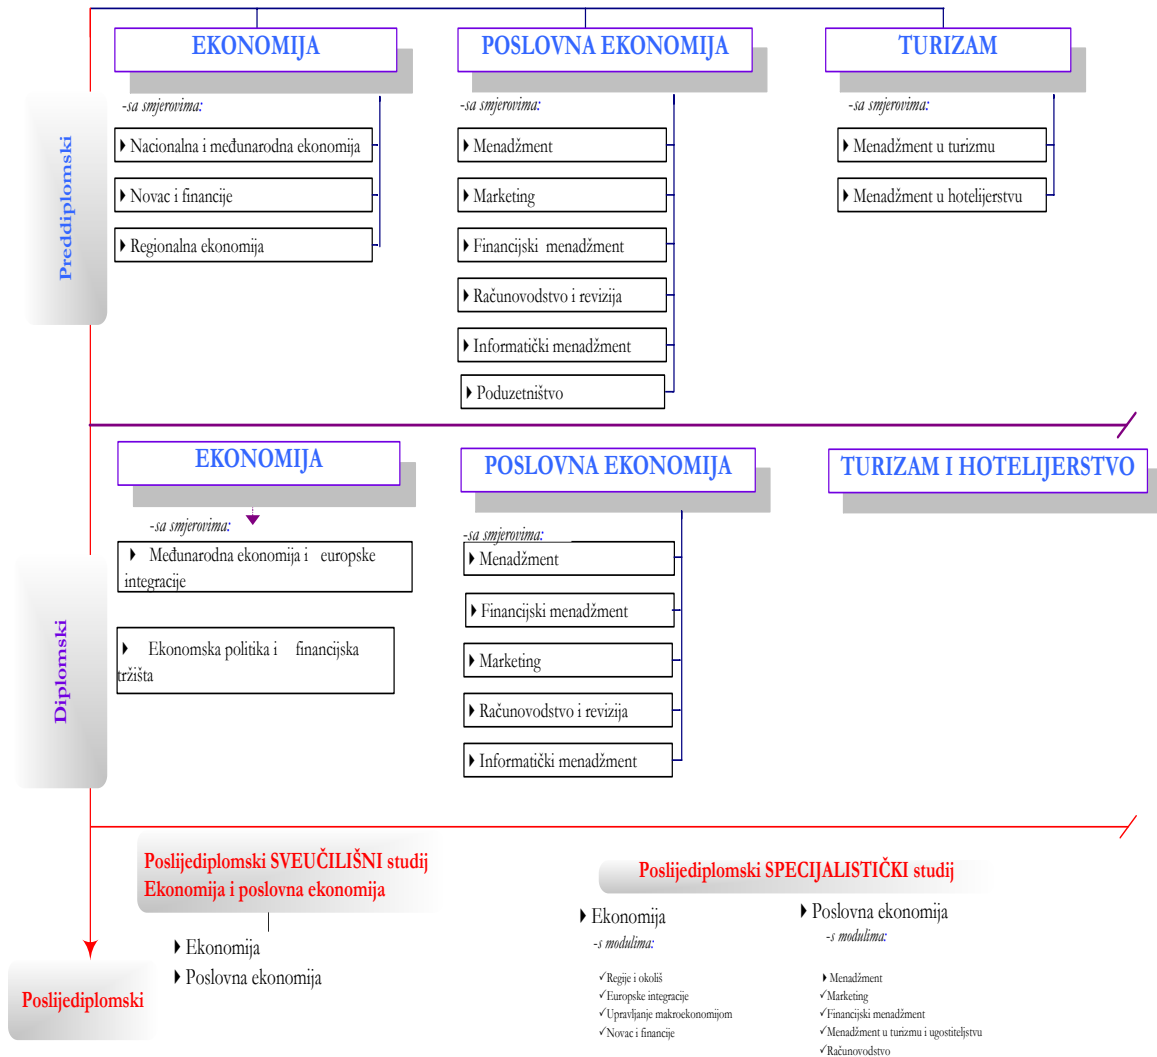 Preddiplomski
EKONOMIJA
-sa smjerovima:
Nacionalna i međunarodna ekonomija
Novac i financije
Regionalna ekonomija
POSLOVNA EKONOMIJA
-sa smjerovima:
Menadžment
Marketing
Financijski menadžment
Računovodstvo i revizija
Informatički menadžment
Poduzetništvo
TURIZAM
-sa smjerovima:
Menadžment u turizmu
Menadžment u hotelijerstvu
Diplomski
EKONOMIJA
-sa smjerovima:
Međunarodna ekonomija i europske
integracije
Ekonomska politika i financijska
tržišta
POSLOVNA EKONOMIJA
-sa smjerovima:
Menadžment
Financijski menadžment
Marketing
Računovodstvo i revizija
Informatički menadžment
TURIZAM I HOTELIJERSTVO
Poslijediplomski
Poslijediplomski SVEUČILIŠNI studij
Ekonomija i poslovna ekonomija
Ekonomija
Poslovna ekonomija
Poslijediplomski SPECIJALISTIČKI studij
Ekonomija
-s modulima:
✓Regije i okoliš
✓Europske integracije
✓Upravljanje makroekonomijom
✓Novac i financije
Poslovna ekonomija
-s modulima:
Menadžment
✓Marketing
✓Financijski menadžment
✓Menadžment u turizmu i ugostiteljstvu
✓Računovodstvo